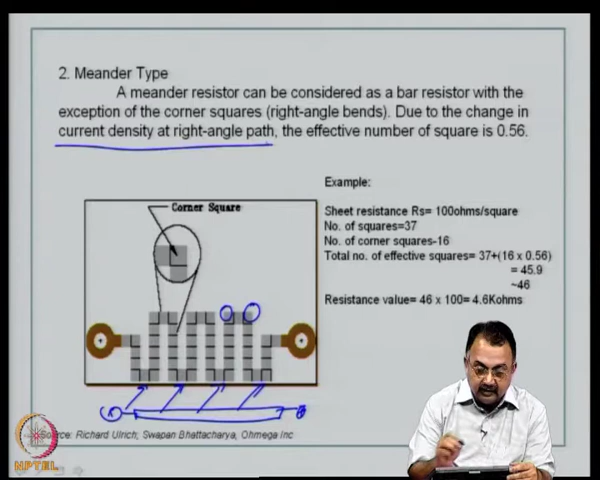 2. Meander Type
A meander resistor can be considered as a bar resistor with the
exception of the corner squares (right-angle bends). Due to the change in
current density at right-angle path, the effective number of square is 0.56.
Corner Square
Example:
Sheet resistance Rs= 100ohms/square
No. of squares=37
No. of corner squares-16
Total no. of effective squares= 37+(16 x 0.56)
= 45.9
~46
Resistance value= 46 x 100= 4.6Kohms
Source: Richard Ulrich; Swapan Bhattacharya, Ohmega Inc
NPTEL